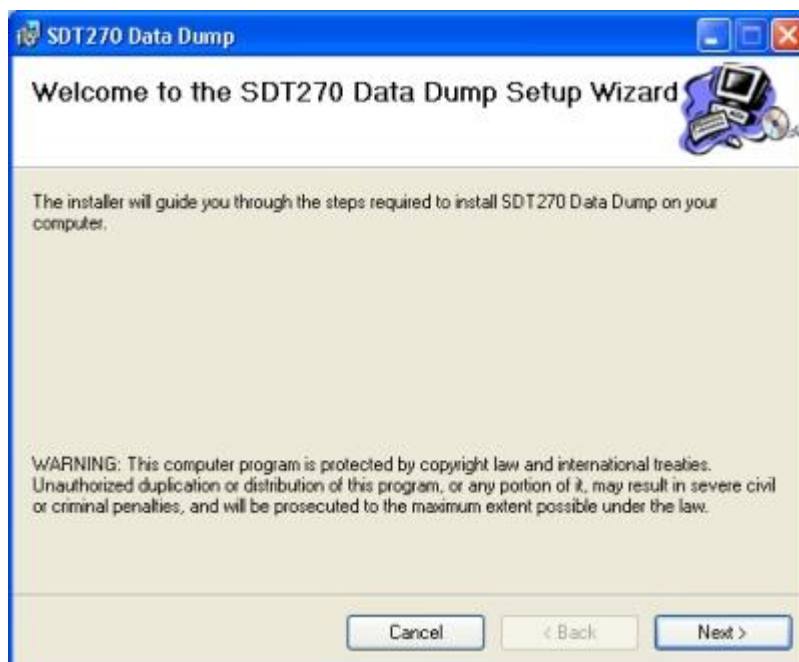 SDT270 Data Dump
Welcome to the SDT270 Data Dump Setup Wizard
The installer will guide you through the steps required to install SDT270 Data Dump on your
computer.
WARNING: This computer program is protected by copyright law and international treaties.
Unauthorized duplication or distribution of this program, or any portion of it, may result in severe civil
or criminal penalties, and will be prosecuted to the maximum extent possible under the law.
Cancel
< Back
Next >